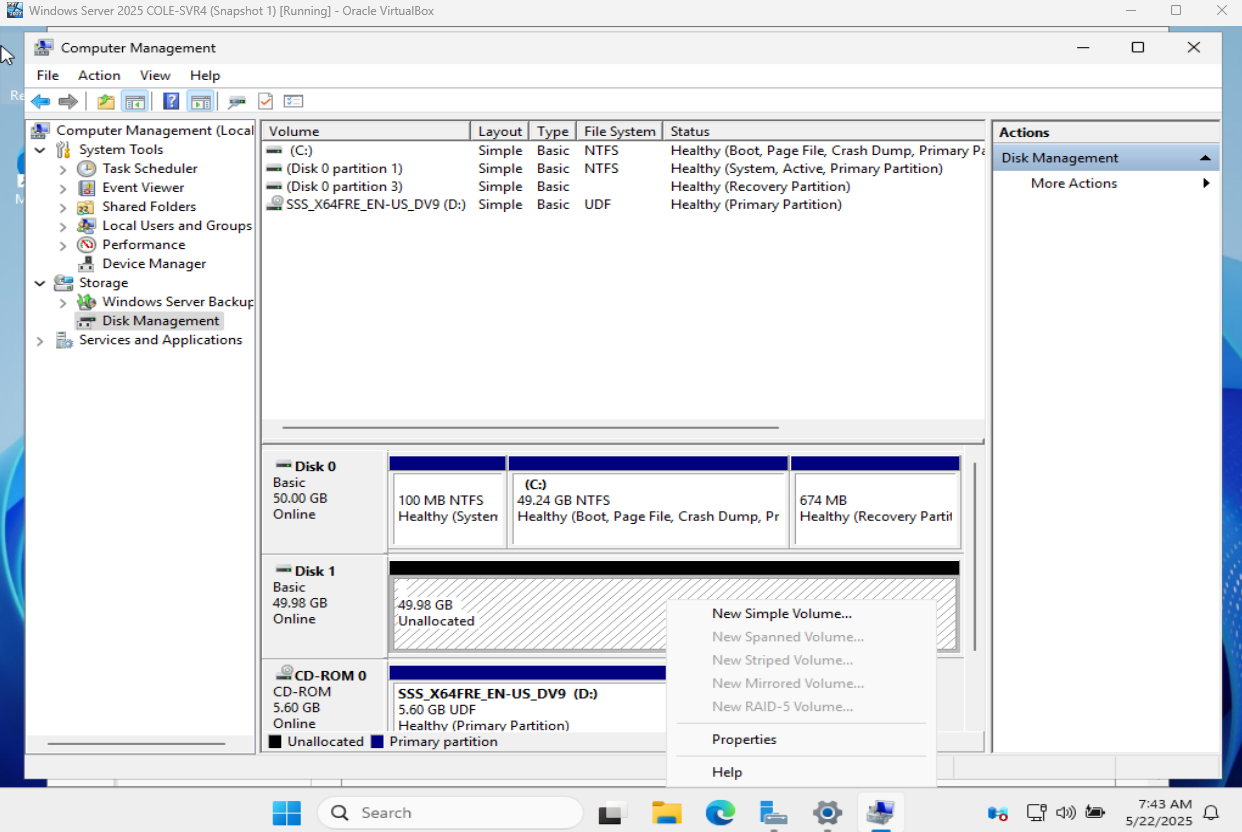 Windows Server 2025 COLE-SVR4 (Snapshot 1) [Running] - Oracle VirtualBox
Computer Management
File Action View Help
Computer Management (Local
System Tools
Task Scheduler
Event Viewer
Shared Folders
Local Users and Groups
Performance
Device Manager
Storage
Windows Server Backup
Disk Management
Services and Applications
Volume Layout Type File System Status
(C:) Simple Basic NTFS Healthy (Boot, Page File, Crash Dump, Primary Pa
(Disk 0 partition 1) Simple Basic NTFS Healthy (System, Active, Primary Partition)
(Disk 0 partition 3) Simple Basic Healthy (Recovery Partition)
SSS_X64FRE_EN-US_DV9 (D:) Simple Basic UDF Healthy (Primary Partition)
Disk 0
Basic
50.00 GB
Online
100 MB NTFS
Healthy (System
(C:)
49.24 GB NTFS
Healthy (Boot, Page File, Crash Dump, Pr
674 MB
Healthy (Recovery Partit
Disk 1
Basic
49.98 GB
Online
49.98 GB
Unallocated
CD-ROM 0
CD-ROM
5.60 GB
Online
SSS_X64FRE_EN-US_DV9 (D:)
5.60 GB UDF
Healthy (Primary Partition)
Unallocated Primary partition
New Simple Volume...
New Spanned Volume...
New Striped Volume...
New Mirrored Volume...
New RAID-5 Volume...
Properties
Help
Actions
Disk Management
More Actions
Re
M
Search
7:43 AM
5/22/2025